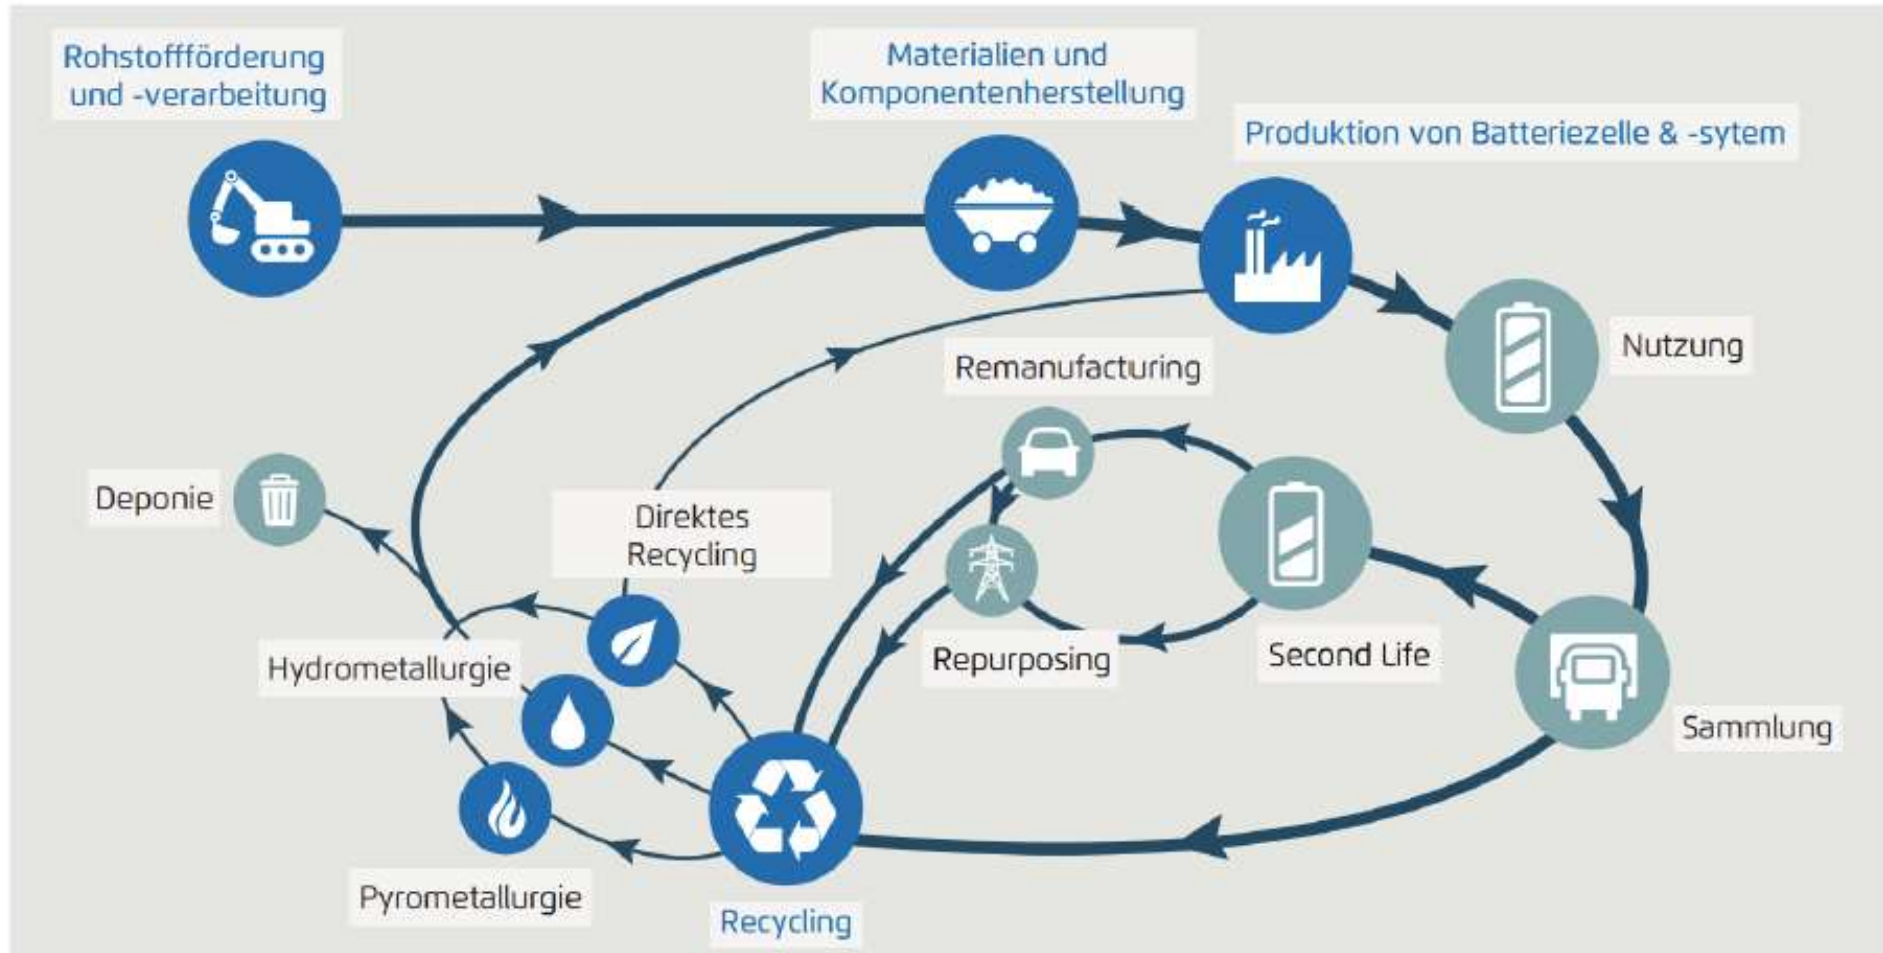 Rohstoffförderung
und -verarbeitung
Materialien und
Komponentenherstellung
Produktion von Batteriezelle & -sytem
Nutzung
Remanufacturing
Deponie
Direktes
Recycling
Hydrometallurgie
Repurposing
Second Life
Sammlung
Pyrometallurgie
Recycling